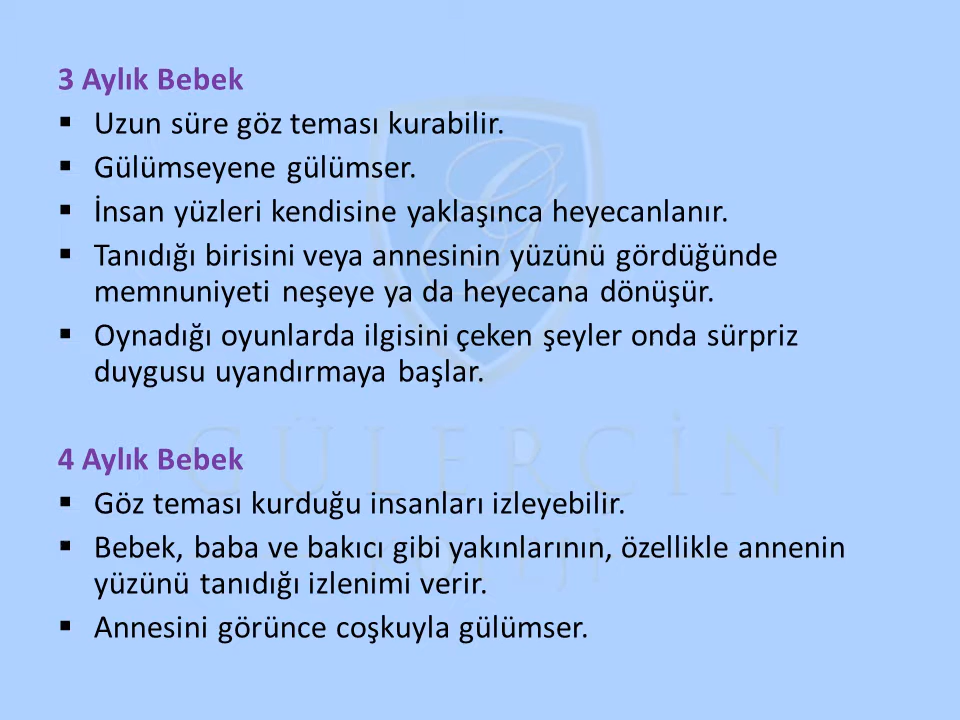 3 Aylık Bebek
▪ Uzun süre göz teması kurabilir.
▪ Gülümseyene gülümser.
▪ İnsan yüzleri kendisine yaklaşınca heyecanlanır.
▪ Tanıdığı birisini veya annesinin yüzünü gördüğünde
memnuniyeti neşeye ya da heyecana dönüşür.
▪ Oynadığı oyunlarda ilgisini çeken şeyler onda sürpriz
duygusu uyandırmaya başlar.
GÜLERÇİN
4 Aylık Bebek
▪ Göz teması kurduğu insanları izleyebilir.
▪ Bebek, baba ve bakıcı gibi yakınlarının, özellikle annenin
yüzünü tanıdığı izlenimi verir.
▪ Annesini görünce coşkuyla gülümser.